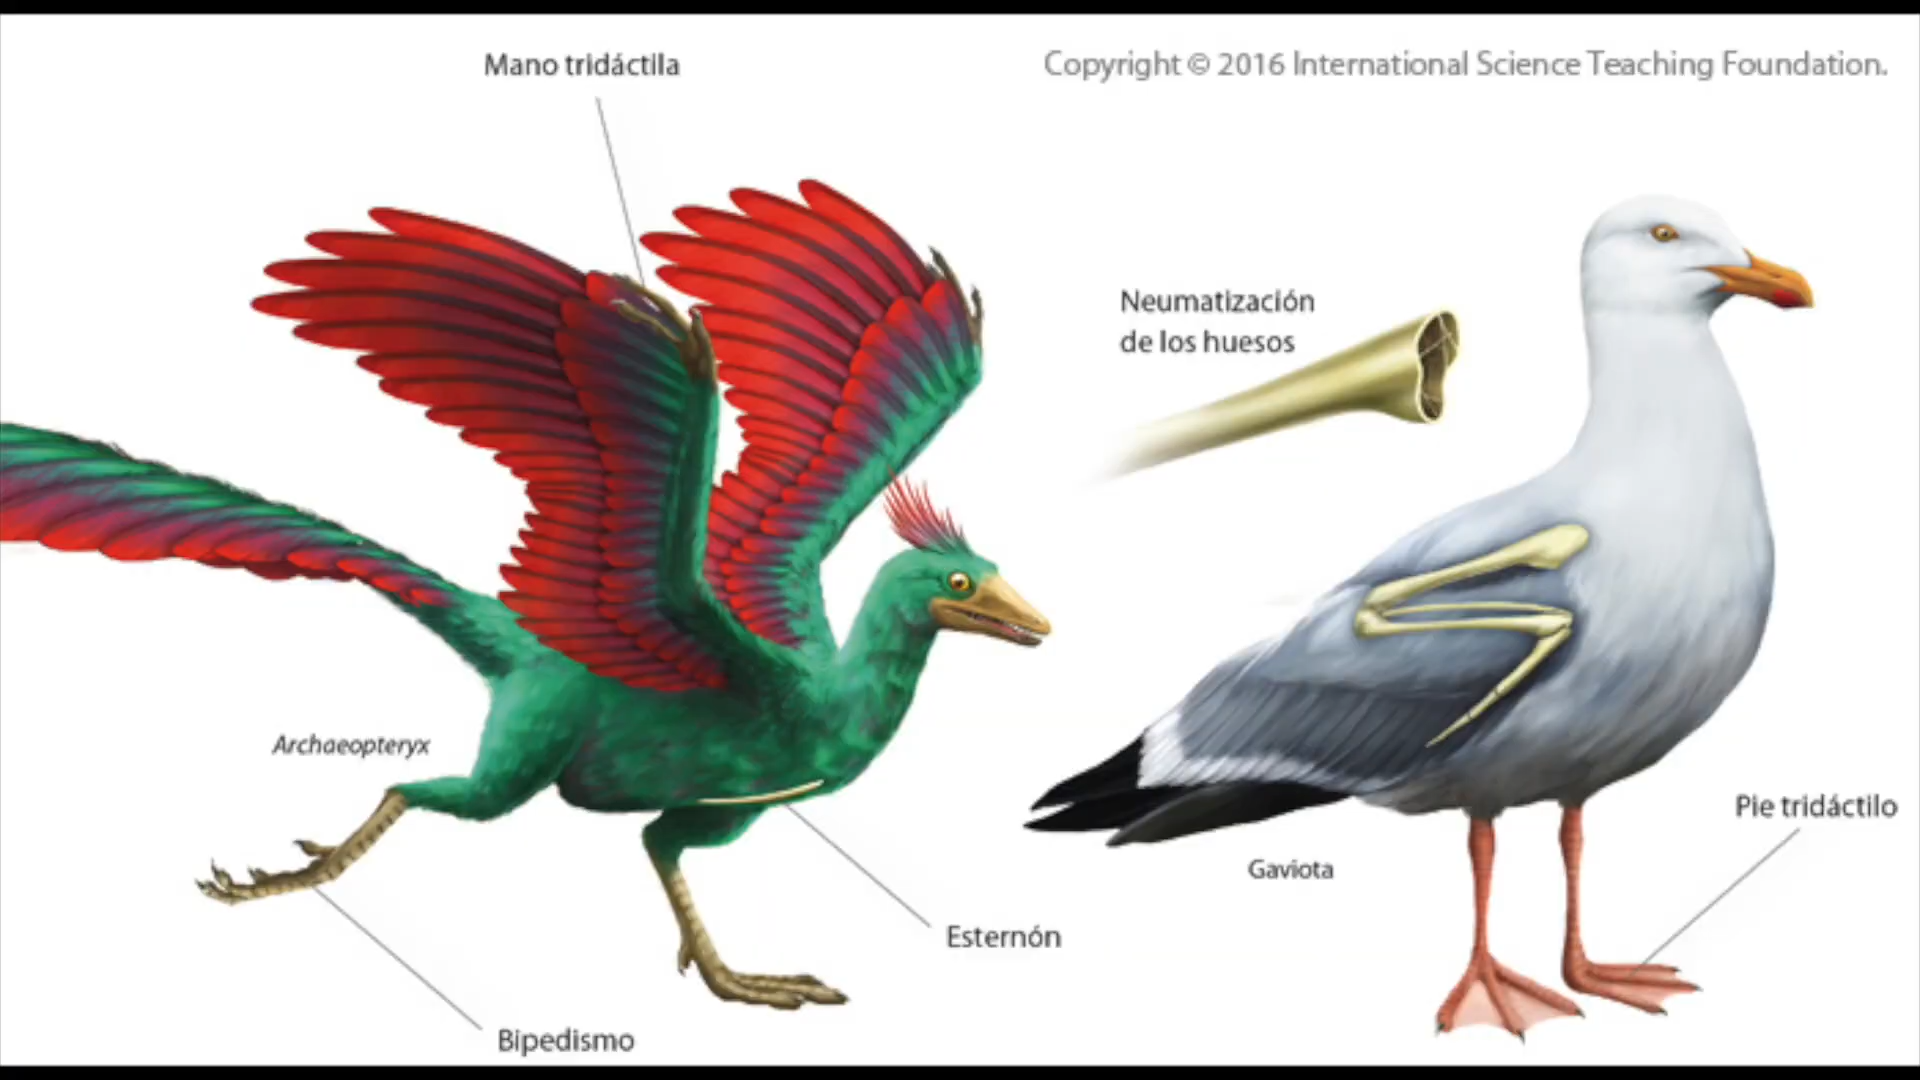 Mano tridáctila
Copyright © 2016 International Science Teaching Foundation.
Neumatización
de los huesos
Archaeopteryx
Pie tridáctilo
Gaviota
Esternón
Bipedismo